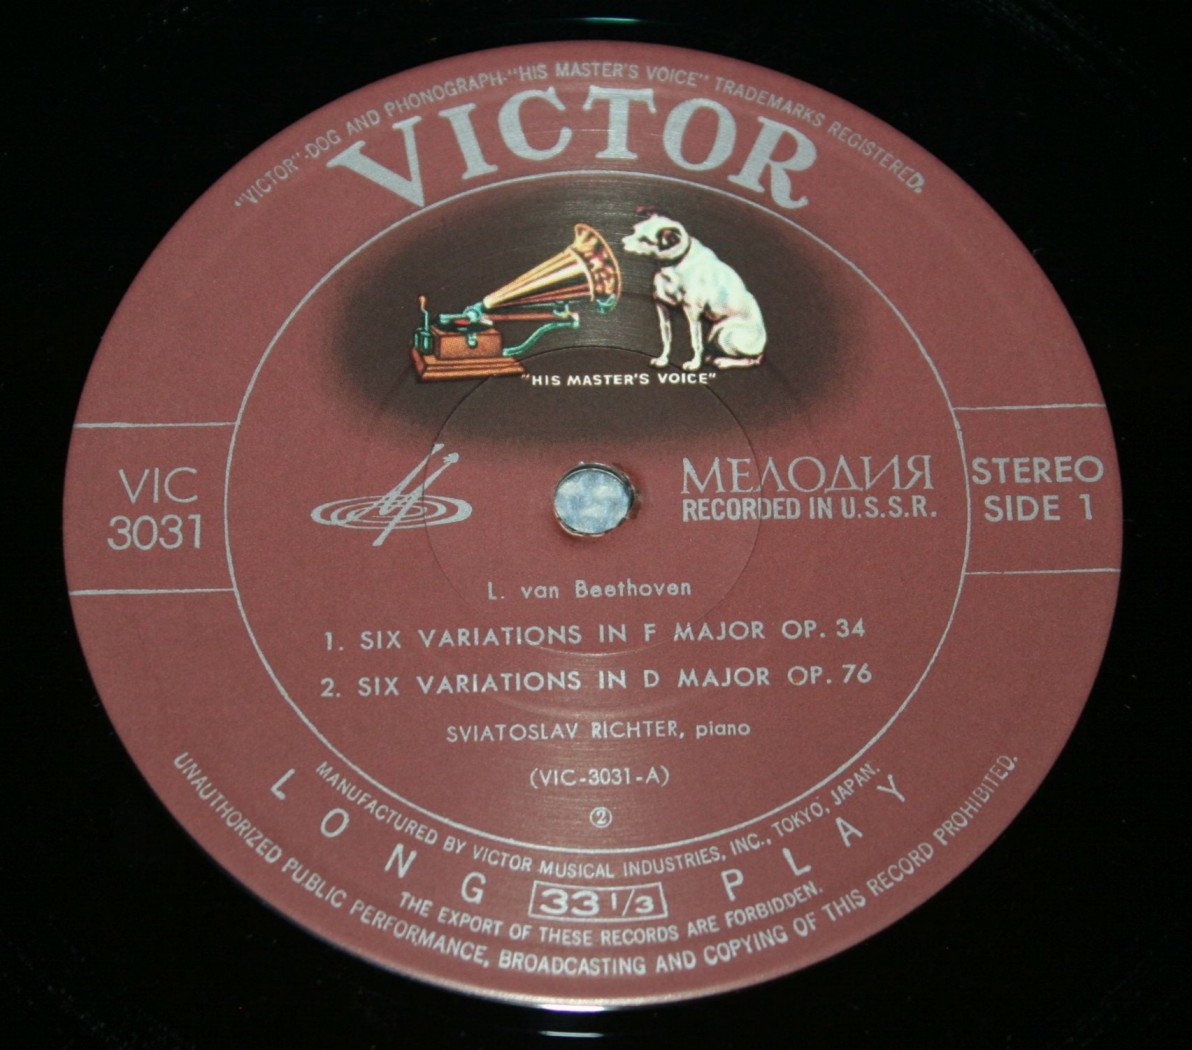 "VICTOR"-DOG AND PHONOGRAPH-"HIS MASTER'S VOICE" TRADEMARKS REGISTERED.
VICTOR
"HIS MASTER'S VOICE"
VIC
3031
МЕЛОДИЯ
RECORDED IN U.S.S.R.
STEREO
SIDE 1
L. van Beethoven
1. SIX VARIATIONS IN F MAJOR OP. 34
2. SIX VARIATIONS IN D MAJOR OP. 76
SVIATOSLAV RICHTER, piano
(VIC-3031-A)
②
MANUFACTURED BY VICTOR MUSICAL INDUSTRIES, INC., TOKYO, JAPAN.
LONG 33 1/3 PLAY
THE EXPORT OF THESE RECORDS ARE FORBIDDEN.
UNAUTHORIZED PUBLIC PERFORMANCE, BROADCASTING AND COPYING OF THIS RECORD PROHIBITED.